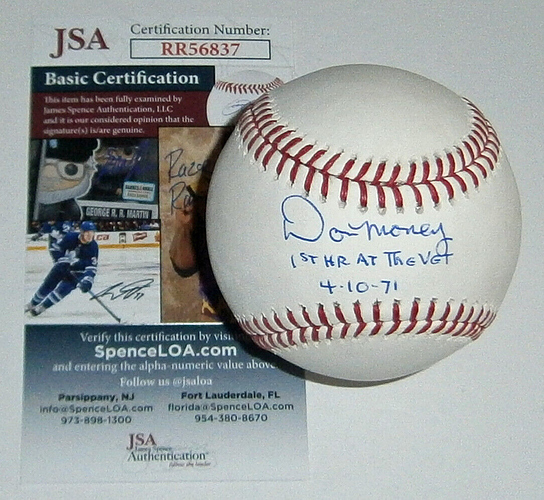 JSA
Certification Number:
RR56837
Basic Certification
This item has been fully examined by
James Spence Authentication, LLC
and it is our considered opinion that the
signature(s) is/are genuine.
GEORGE R. R. MARTIN
Don Money
1ST HR AT THE VET
4-10-71
Verify this certification by
SpenceLOA.com
and entering the alpha-numeric value above.
Follow us @jsaloa
Parsippany, NJ
info@SpenceLOA.com
973-898-1300
Fort Lauderdale, FL
florida@SpenceLOA.com
954-380-8670
JSA
James Spence
Authentication